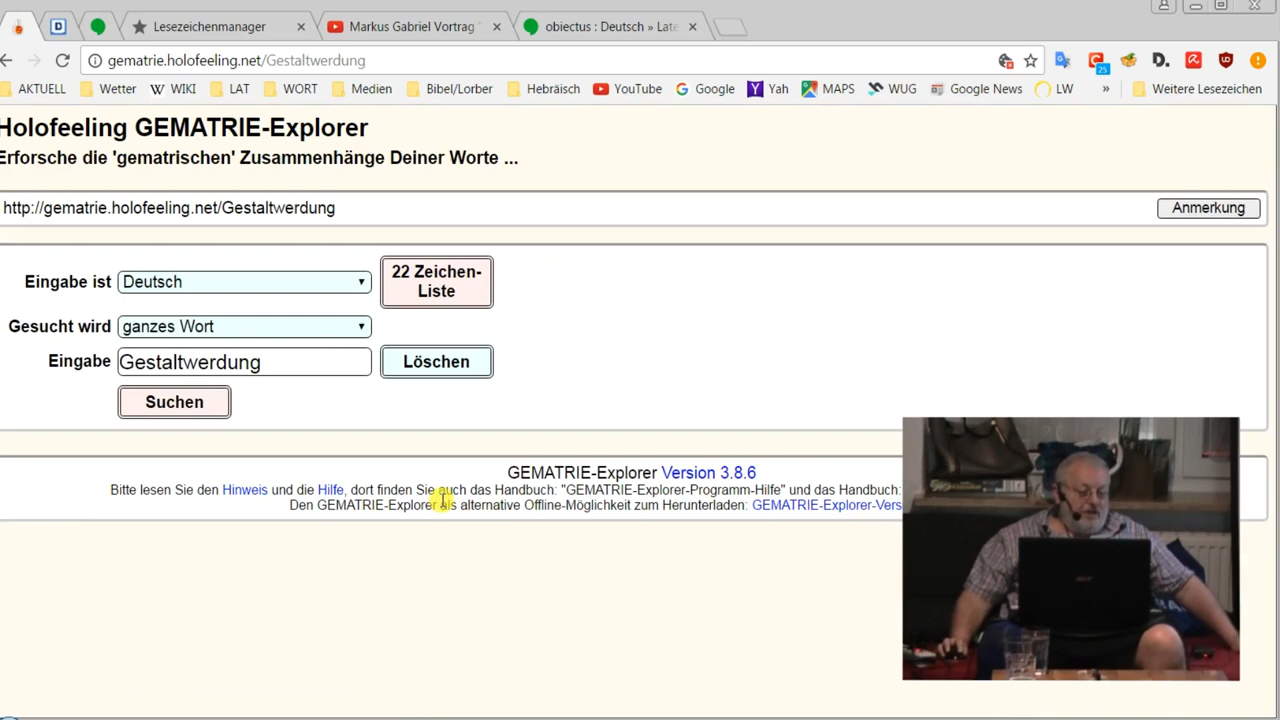 Lesezeichenmanager
Markus Gabriel Vortrag "
obiectus : Deutsch » Late
gematrie.holofeeling.net/Gestaltwerdung
25
AKTUELL Wetter WIKI LAT WORT Medien Bibel/Lorber Hebräisch YouTube Google Yah MAPS WUG Google News LW » Weitere Lesezeichen
Holofeeling GEMATRIE-Explorer
Erforsche die 'gematrischen' Zusammenhänge Deiner Worte ...
http://gematrie.holofeeling.net/Gestaltwerdung Anmerkung
Eingabe ist Deutsch 22 Zeichen-
Liste
Gesucht wird ganzes Wort
Eingabe Gestaltwerdung Löschen
Suchen
GEMATRIE-Explorer Version 3.8.6
Bitte lesen Sie den Hinweis und die Hilfe, dort finden Sie auch das Handbuch: "GEMATRIE-Explorer-Programm-Hilfe" und das Handbuch:
Den GEMATRIE-Explorer als alternative Offline-Möglichkeit zum Herunterladen: GEMATRIE-Explorer-Vers
acer